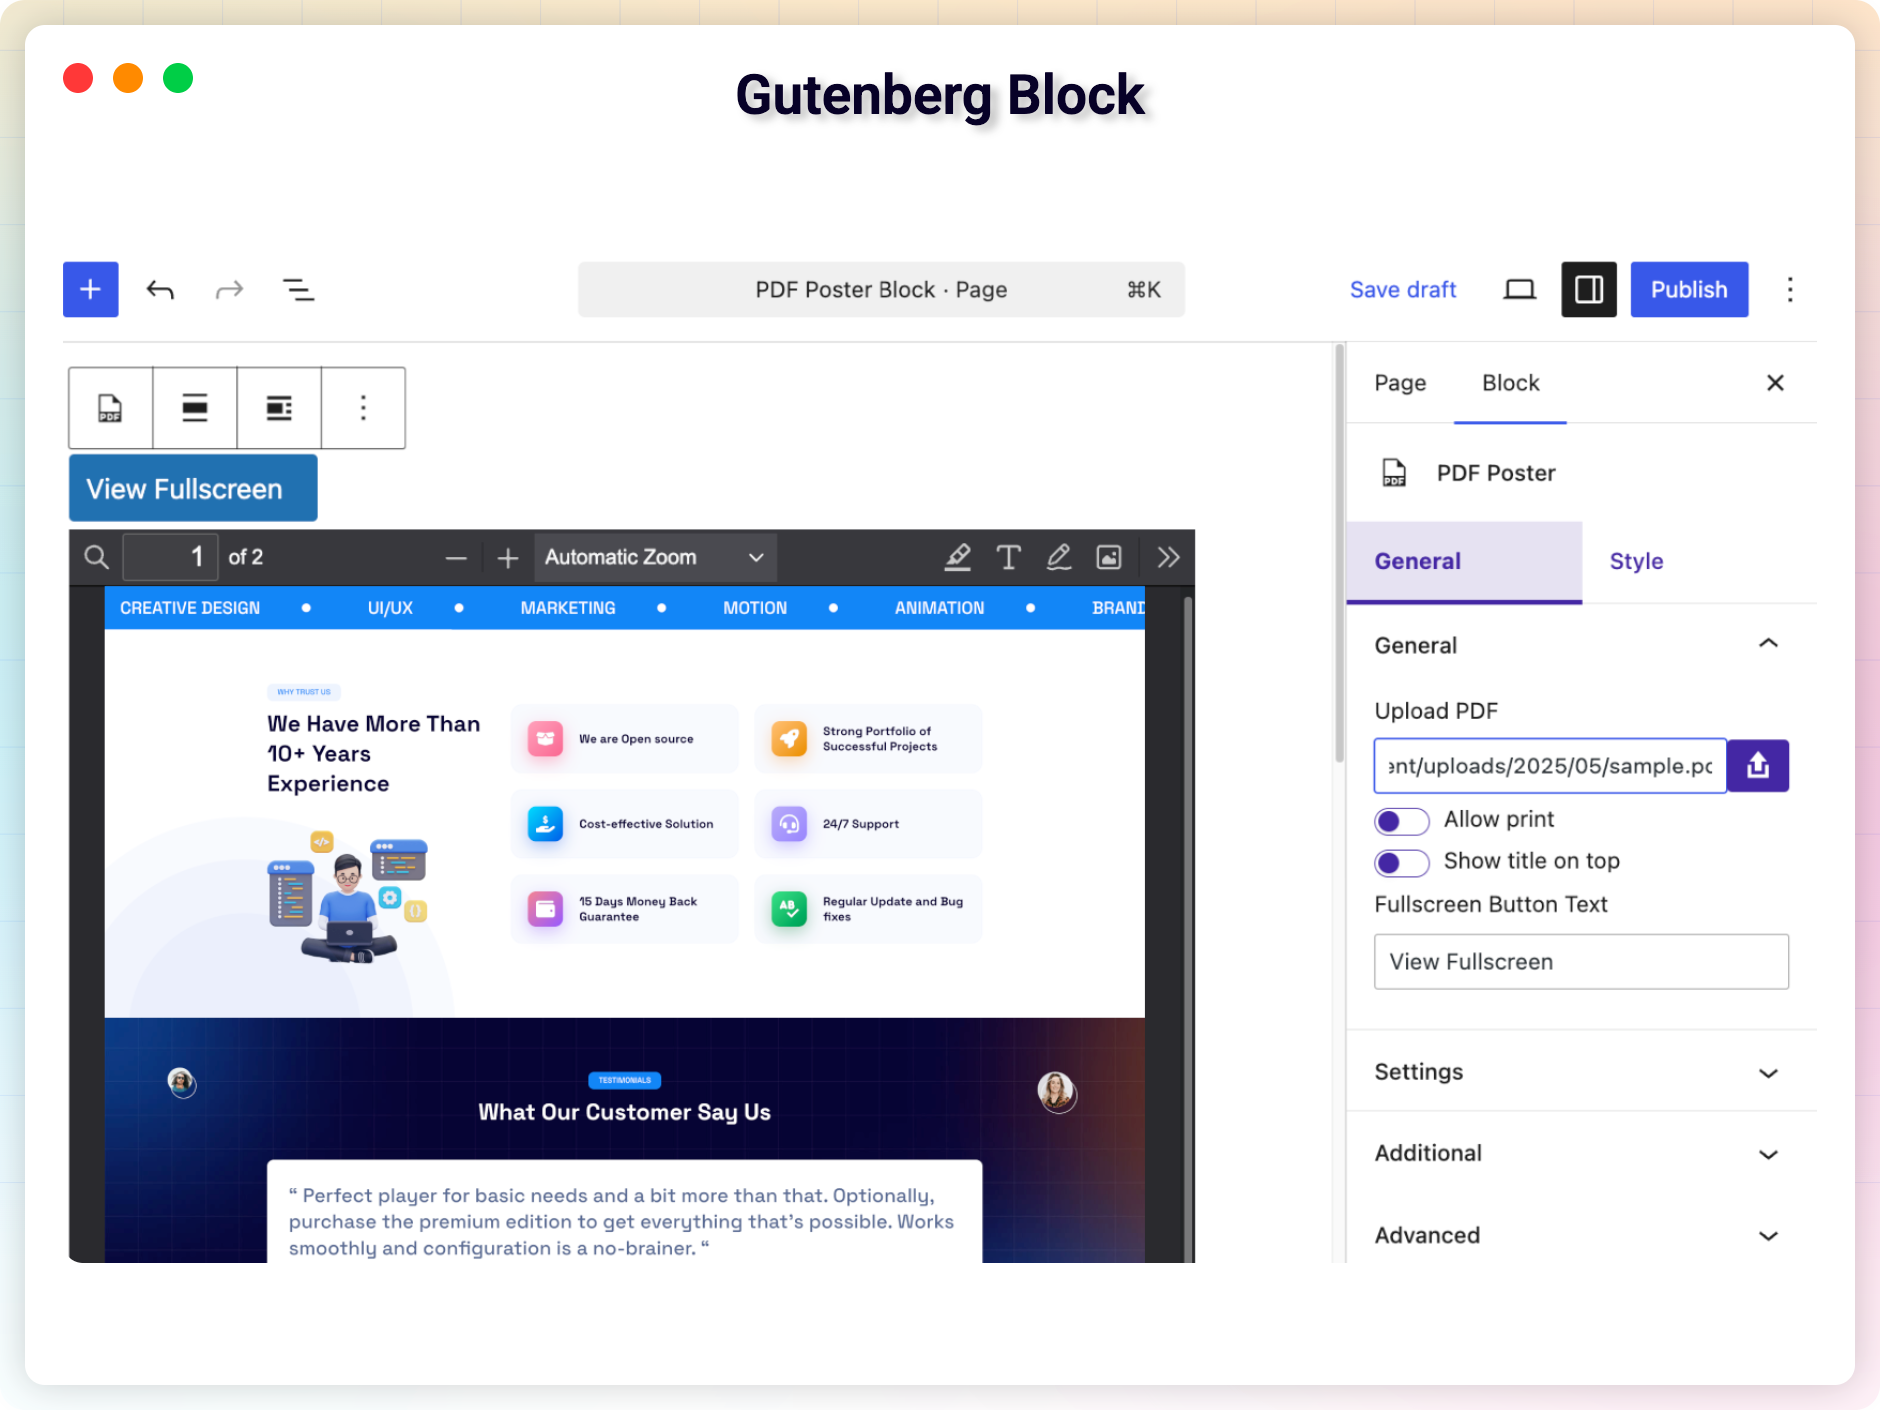 Gutenberg Block
PDF Poster Block · Page ⌘K
Save draft
Publish
Page Block
PDF
View Fullscreen
1 of 2
Automatic Zoom
CREATIVE DESIGN • UI/UX • MARKETING • MOTION • ANIMATION • BRAND
WHY TRUST US
We Have More Than
10+ Years
Experience
We are Open source
Strong Portfolio of
Successful Projects
Cost-effective Solution
24/7 Support
15 Days Money Back
Guarantee
AB
Regular Update and Bug
fixes
TESTIMONIALS
What Our Customer Say Us
“ Perfect player for basic needs and a bit more than that. Optionally,
purchase the premium edition to get everything that's possible. Works
smoothly and configuration is a no-brainer. “
PDF
PDF Poster
General Style
General
Upload PDF
ent/uploads/2025/05/sample.pd
Allow print
Show title on top
Fullscreen Button Text
View Fullscreen
Settings
Additional
Advanced